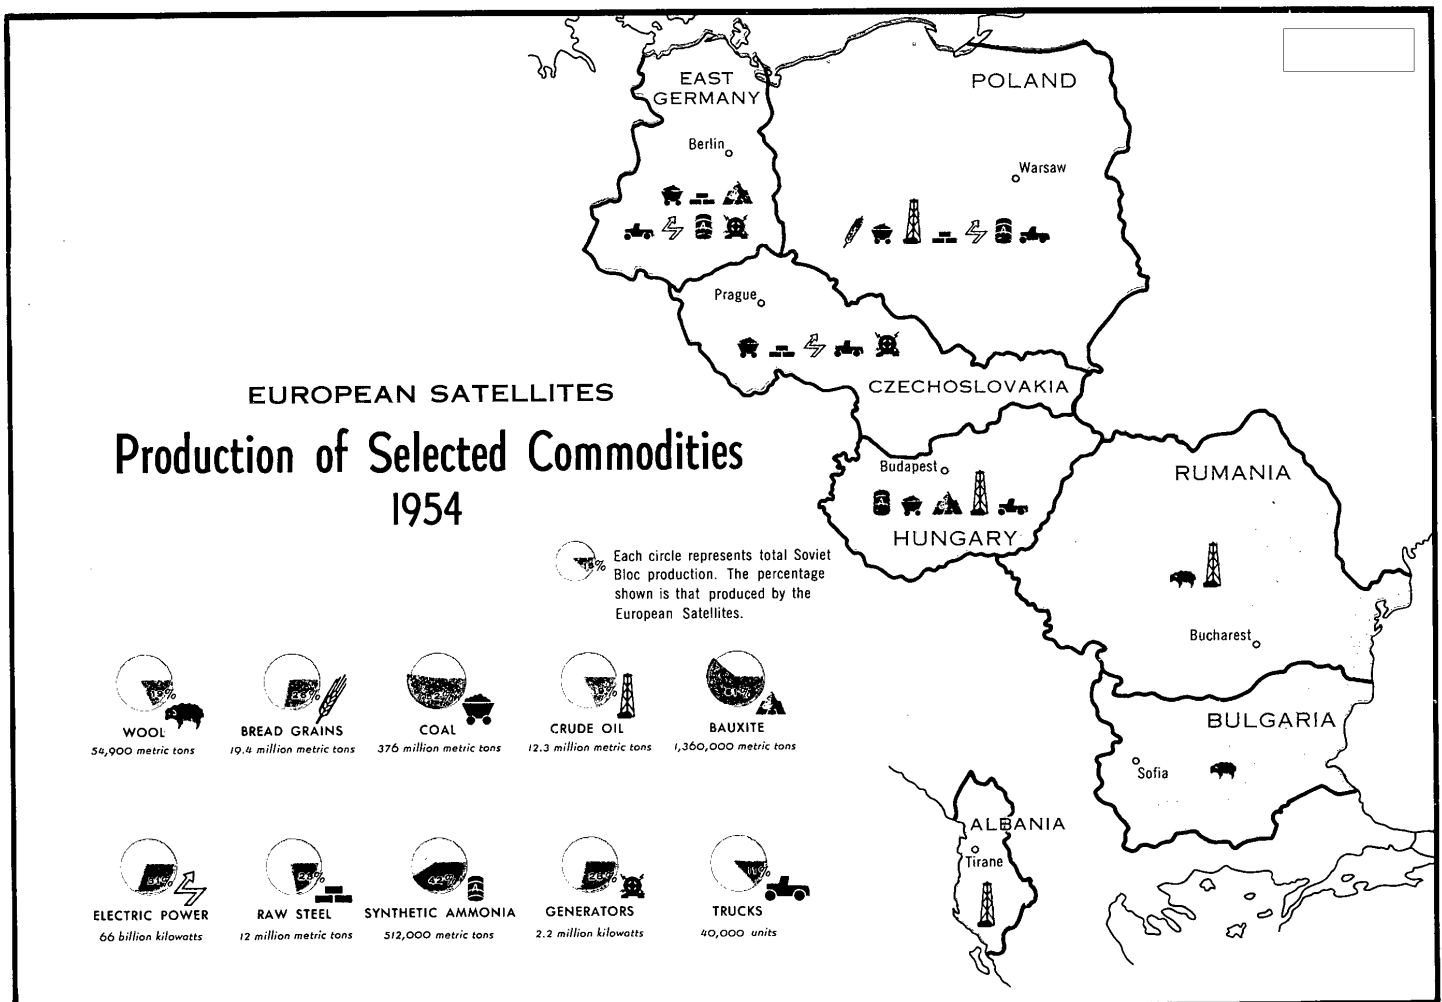 EAST
GERMANY
POLAND
Berlin
Warsaw
Prague
CZECHOSLOVAKIA
EUROPEAN SATELLITES
Production of Selected Commodities
1954
Budapest
HUNGARY
RUMANIA
Bucharest
Each circle represents total Soviet
Bloc production. The percentage
shown is that produced by the
European Satellites.
BULGARIA
Sofia
ALBANIA
Tirane
19%
WOOL
54,900 metric tons
BREAD GRAINS
19.4 million metric tons
COAL
376 million metric tons
CRUDE OIL
12.3 million metric tons
BAUXITE
1,360,000 metric tons
31%
ELECTRIC POWER
66 billion kilowatts
RAW STEEL
12 million metric tons
42%
SYNTHETIC AMMONIA
512,000 metric tons
GENERATORS
2.2 million kilowatts
11%
TRUCKS
40,000 units